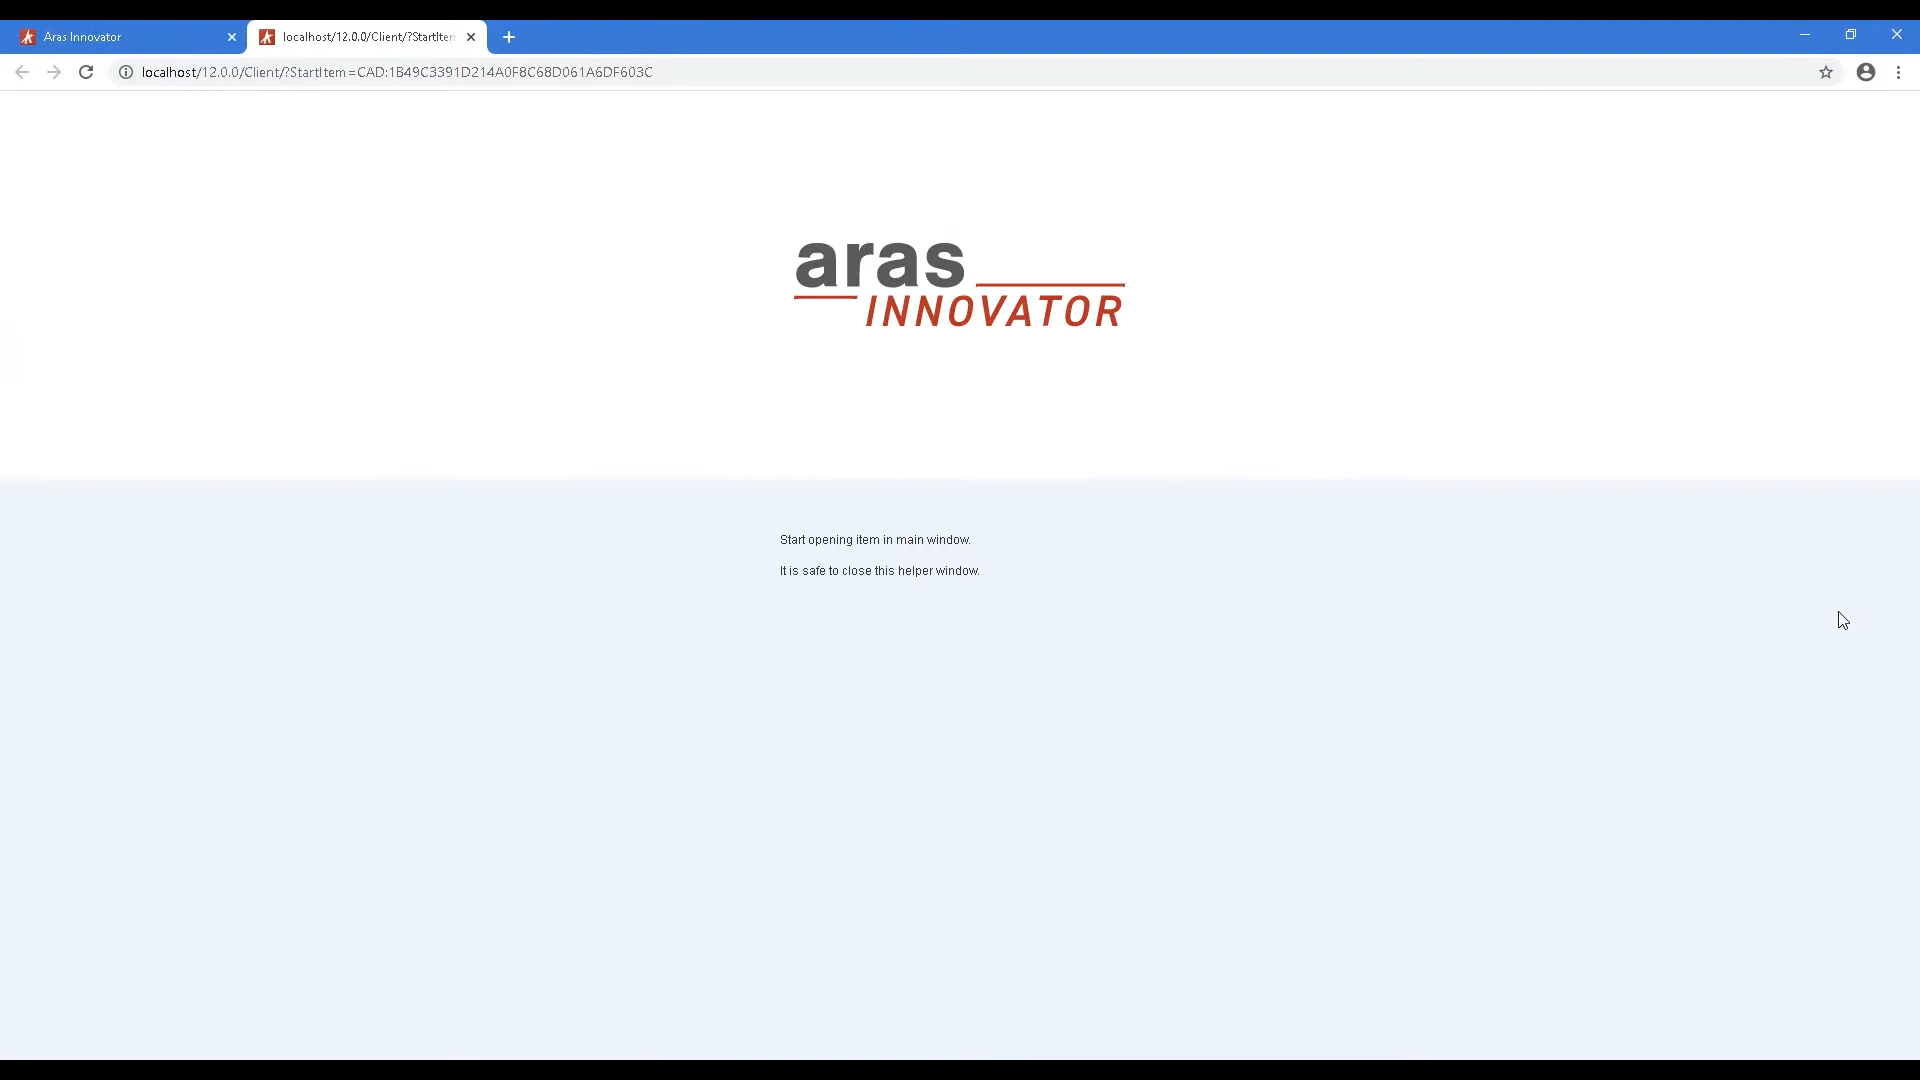 Aras Innovator
localhost/12.0.0/Client/?StartItem
localhost/12.0.0/Client/?StartItem=CAD:1B49C3391D214A0F8C68D061A6DF603C
aras
INNOVATOR
Start opening item in main window.
It is safe to close this helper window.